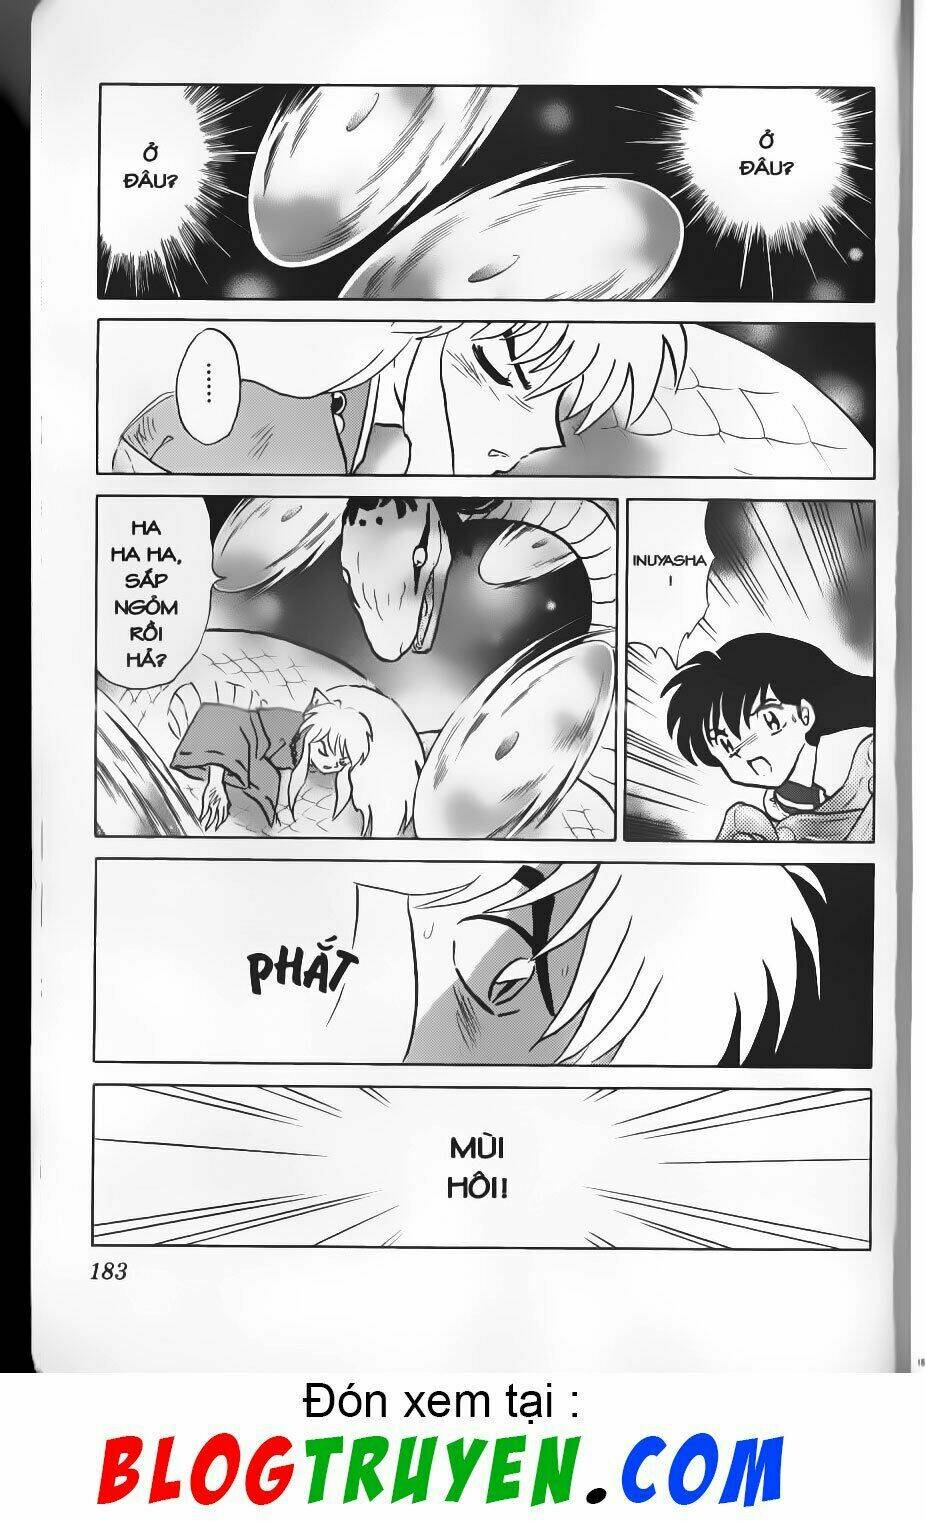 Ở
ĐÂU?
Ở
ĐÂU?
.......
INUYASHA
!
HA
HA HA,
SẮP
NGỎM
RỒI
HẢ?
PHẮT
MÙI
HÔI!
183
Đón xem tại :
BLOGTRUYEN.COM